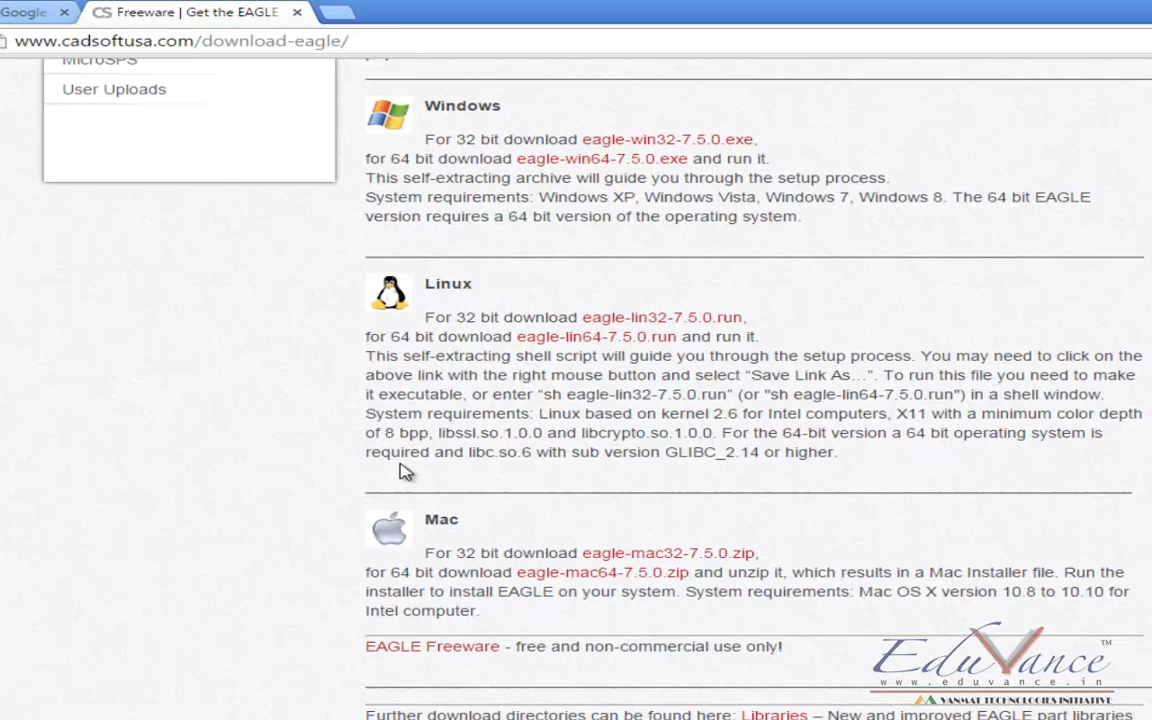 Google
CS Freeware | Get the EAGLE
www.cadsoftusa.com/download-eagle/
MicroSPS
User Uploads
Windows
For 32 bit download eagle-win32-7.5.0.exe,
for 64 bit download eagle-win64-7.5.0.exe and run it.
This self-extracting archive will guide you through the setup process.
System requirements: Windows XP, Windows Vista, Windows 7, Windows 8. The 64 bit EAGLE
version requires a 64 bit version of the operating system.
Linux
For 32 bit download eagle-lin32-7.5.0.run,
for 64 bit download eagle-lin64-7.5.0.run and run it.
This self-extracting shell script will guide you through the setup process. You may need to click on the
above link with the right mouse button and select “Save Link As…”. To run this file you need to make
it executable, or enter “sh eagle-lin32-7.5.0.run” (or "sh eagle-lin64-7.5.0.run") in a shell window.
System requirements: Linux based on kernel 2.6 for Intel computers, X11 with a minimum color depth
of 8 bpp, libssl.so.1.0.0 and libcrypto.so.1.0.0. For the 64-bit version a 64 bit operating system is
required and libc.so.6 with sub version GLIBC_2.14 or higher.
Mac
For 32 bit download eagle-mac32-7.5.0.zip,
for 64 bit download eagle-mac64-7.5.0.zip and unzip it, which results in a Mac Installer file. Run the
installer to install EAGLE on your system. System requirements: Mac OS X version 10.8 to 10.10 for
Intel computer.
EAGLE Freeware - free and non-commercial use only!
EduVance™
www.eduvance.in
VANMAT TECHNOLOGIES INITIATIVE
Further download directories can be found here: Libraries – New and improved EAGLE part libraries